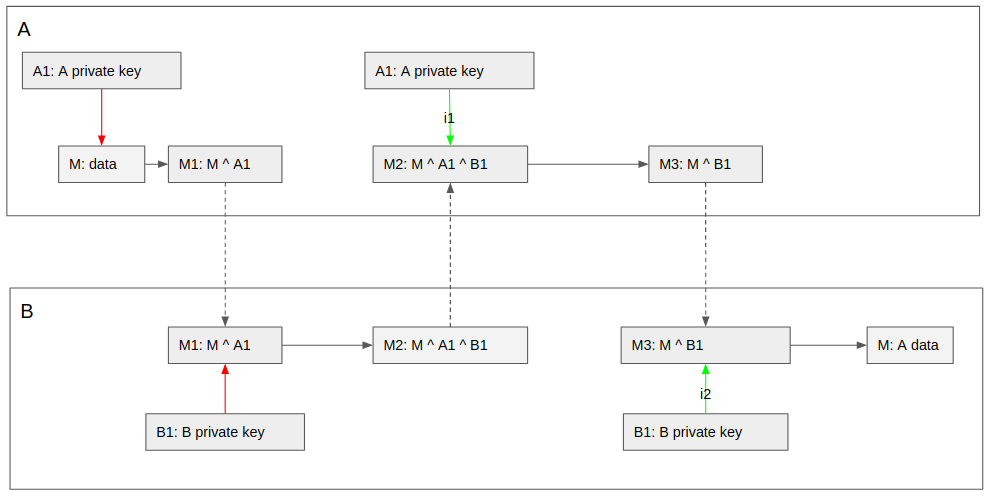 A
A1: A private key
A1: A private key
i1
M: data
M1: M ^ A1
M2: M ^ A1 ^ B1
M3: M ^ B1
B
M1: M ^ A1
M2: M ^ A1 ^ B1
M3: M ^ B1
M: A data
i2
B1: B private key
B1: B private key